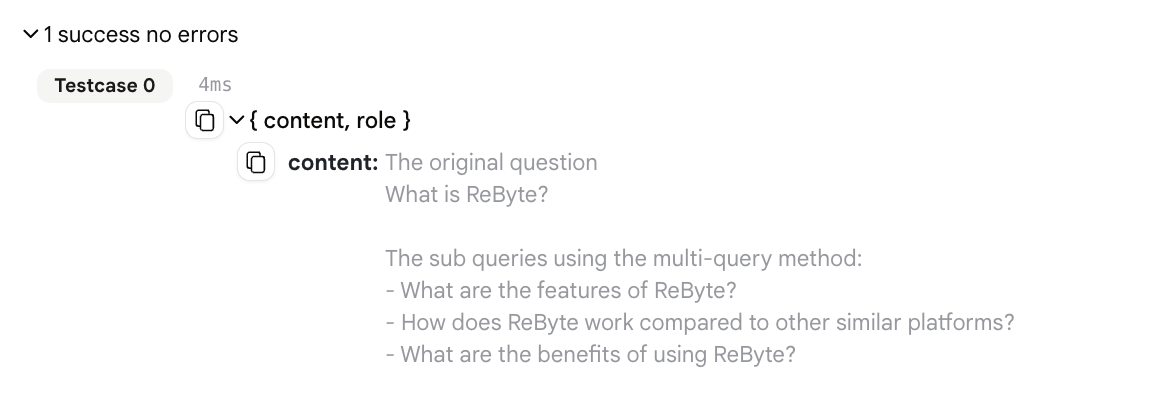 1 success no errors
Testcase 0 4ms
{ content, role }
content: The original question
What is ReByte?
The sub queries using the multi-query method:
- What are the features of ReByte?
- How does ReByte work compared to other similar platforms?
- What are the benefits of using ReByte?